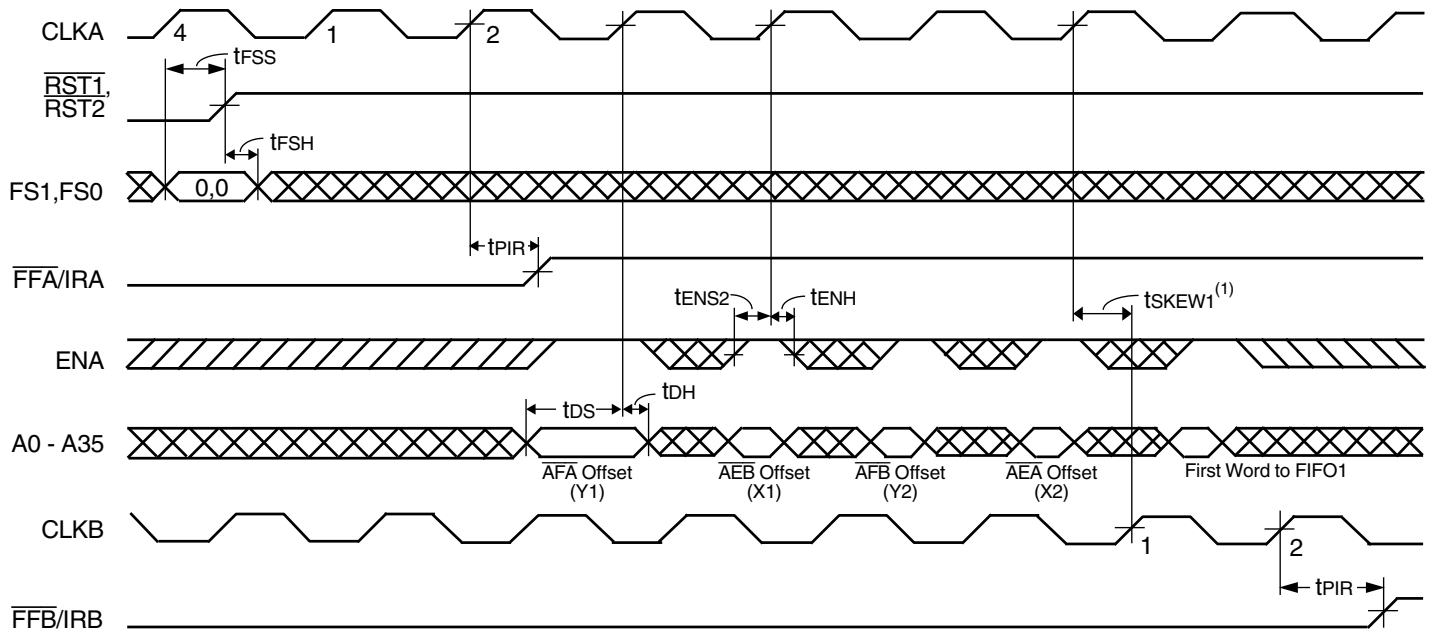 CLKA
4
1
2
tFSS
RST1,
RST2
tFSH
FS1,FS0
0,0
tPIR
FFA/IRA
tENS2
tENH
tSKEW1(1)
ENA
tDS
tDH
A0 - A35
AFA Offset
(Y1)
AEB Offset
(X1)
AFB Offset
(Y2)
AEA Offset
(X2)
First Word to FIFO1
CLKB
1
2
tPIR
FFB/IRB